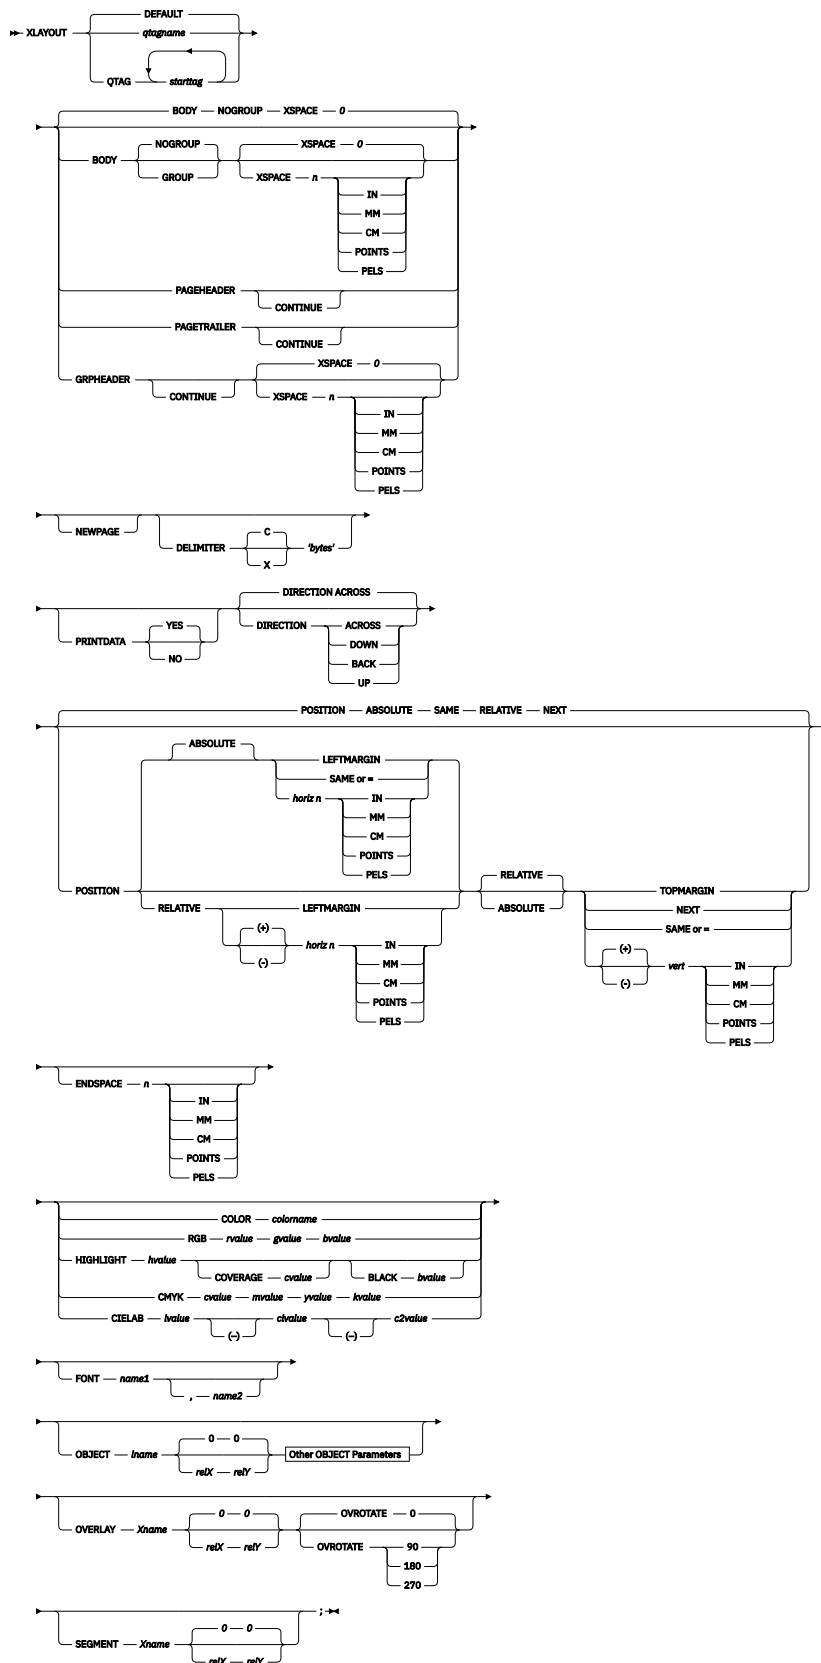 DEFAULT
XLAYOUT qtagname
QTAG starttag
BODY NOGROUP XSPACE 0
NOGROUP XSPACE 0
BODY
GROUP XSPACE n
IN
MM
CM
POINTS
PELS
PAGEHEADER
CONTINUE
PAGETRAILER
CONTINUE
XSPACE 0
GRPHEADER
CONTINUE XSPACE n
IN
MM
CM
POINTS
PELS
NEWPAGE
C
DELIMITER 'bytes'
X
DIRECTION ACROSS
YES DIRECTION ACROSS
PRINTDATA
DOWN
NO BACK
UP
POSITION ABSOLUTE SAME RELATIVE NEXT
ABSOLUTE
LEFTMARGIN
SAME or =
horiz n IN
MM
CM
POINTS
PELS
RELATIVE
POSITION TOPMARGIN
RELATIVE LEFTMARGIN ABSOLUTE
NEXT
(+) SAME or =
horiz n IN
(+)
(-) MM
vert IN
CM
(-) MM
POINTS
CM
PELS
POINTS
PELS
ENDSPACE n
IN
MM
CM
POINTS
PELS
COLOR colorname
RGB rvalue gvalue bvalue
HIGHLIGHT hvalue
COVERAGE cvalue BLACK bvalue
CMYK cvalue mvalue yvalue kvalue
CIELAB lvalue c1value c2value
(–) (–)
FONT name1
, name2
0 0
OBJECT lname Other OBJECT Parameters
relX relY
0 0 OVROTATE 0
OVERLAY Xname
relX relY OVROTATE 90
180
270
;
0 0
SEGMENT Xname
relX relY